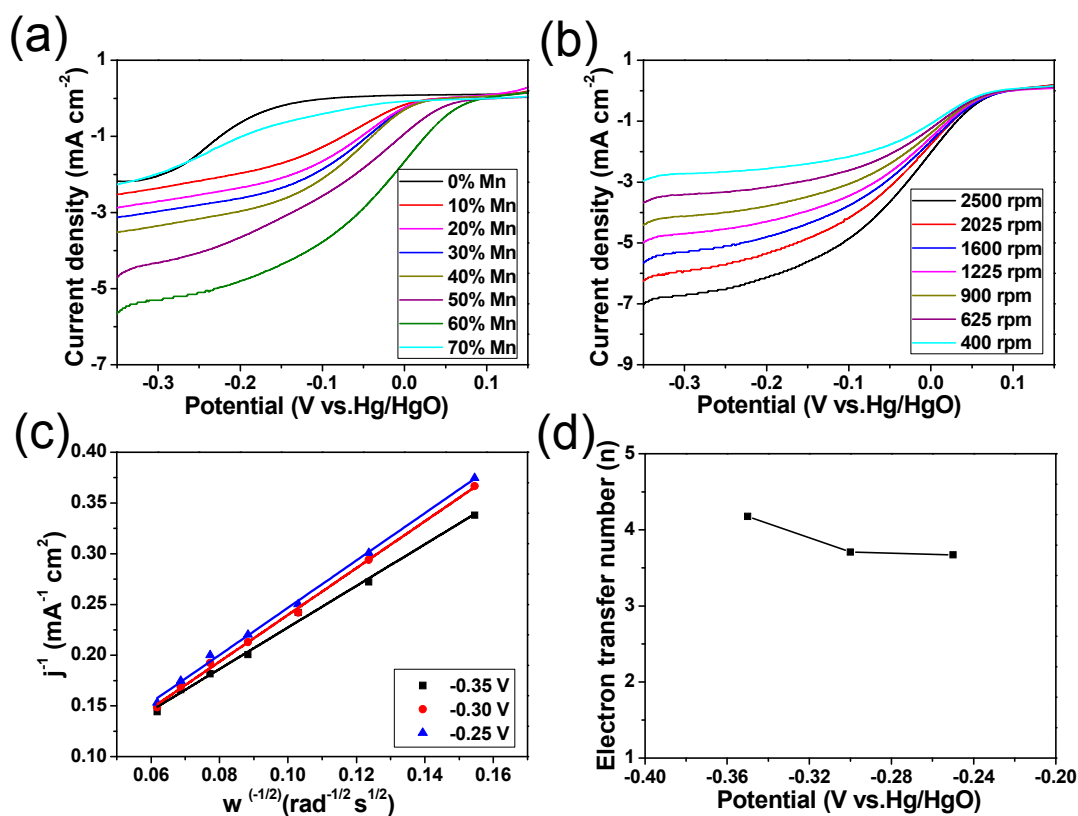 (a)
Current density (mA cm⁻²)
1
-1
-3
-5
-7
-0.3
-0.2
-0.1
0.0
0.1
Potential (V vs.Hg/HgO)
0% Mn
10% Mn
20% Mn
30% Mn
40% Mn
50% Mn
60% Mn
70% Mn
(b)
Current density (mA cm⁻²)
1
-1
-3
-5
-7
-9
-0.3
-0.2
-0.1
0.0
0.1
Potential (V vs.Hg/HgO)
2500 rpm
2025 rpm
1600 rpm
1225 rpm
900 rpm
625 rpm
400 rpm
(c)
j⁻¹ (mA⁻¹ cm²)
0.40
0.35
0.30
0.25
0.20
0.15
0.10
0.06
0.08
0.10
0.12
0.14
0.16
w ⁽⁻¹/²⁾(rad⁻¹/² s¹/²)
-0.35 V
-0.30 V
-0.25 V
(d)
Electron transfer number (n)
5
4
3
2
1
-0.40
-0.36
-0.32
-0.28
-0.24
-0.20
Potential (V vs.Hg/HgO)